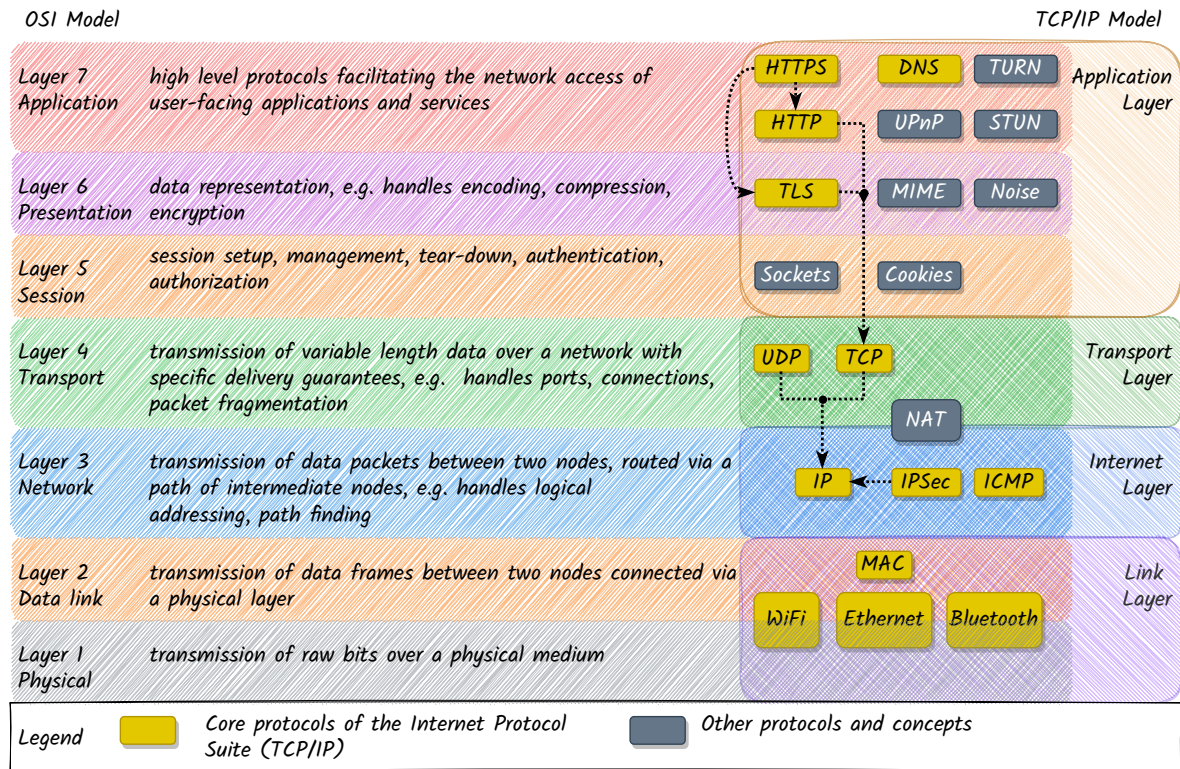 OSI Model
TCP/IP Model
Layer 7
Application
high level protocols facilitating the network access of
user-facing applications and services
HTTPS
DNS
TURN
HTTP
UPnP
STUN
Application
Layer
Layer 6
Presentation
data representation, e.g. handles encoding, compression,
encryption
TLS
MIME
Noise
Layer 5
Session
session setup, management, tear-down, authentication,
authorization
Sockets
Cookies
Layer 4
Transport
transmission of variable length data over a network with
specific delivery guarantees, e.g. handles ports, connections,
packet fragmentation
UDP
TCP
NAT
Transport
Layer
Layer 3
Network
transmission of data packets between two nodes, routed via a
path of intermediate nodes, e.g. handles logical
addressing, path finding
IP
IPSec
ICMP
Internet
Layer
Layer 2
Data link
transmission of data frames between two nodes connected via
a physical layer
MAC
WiFi
Ethernet
Bluetooth
Link
Layer
Layer 1
Physical
transmission of raw bits over a physical medium
Legend
Core protocols of the Internet Protocol
Suite (TCP/IP)
Other protocols and concepts